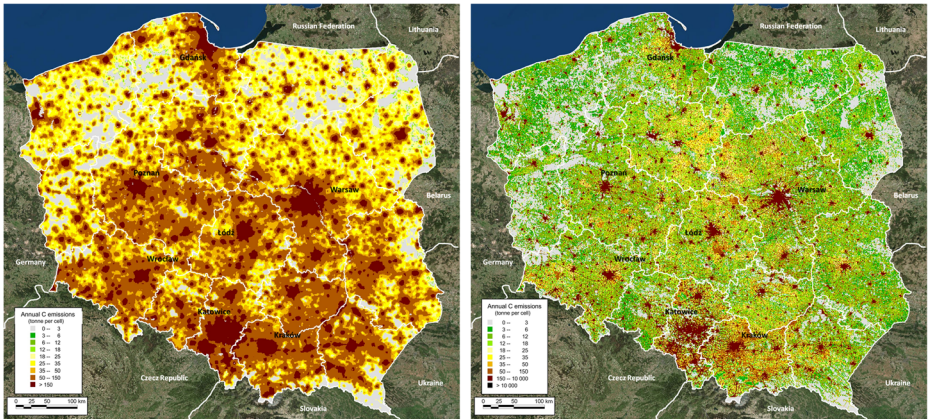 Russian Federation
Lithuania
Gdańsk
Poznan
Warsaw
Belarus
Łódź
Germany
Wrocław
Katowice
Kraków
Annual C emissions
(tonne per cell)
0 -- 3
3 -- 6
6 -- 12
12 -- 18
18 -- 25
25 -- 35
35 -- 50
50 -- 150
> 150
0 25 50 100 km
Czecz Republic
Ukraine
Slovakia
Russian Federation
Lithuania
Gdańsk
Poznan
Warsaw
Belarus
Łódź
Germany
Wrocław
Katowice
Kraków
Annual C emissions
(tonne per cell)
0 -- 3
3 -- 6
6 -- 12
12 -- 18
18 -- 25
25 -- 35
35 -- 50
50 -- 150
150 -- 10 000
> 10 000
0 25 50 100 km
Czecz Republic
Ukraine
Slovakia